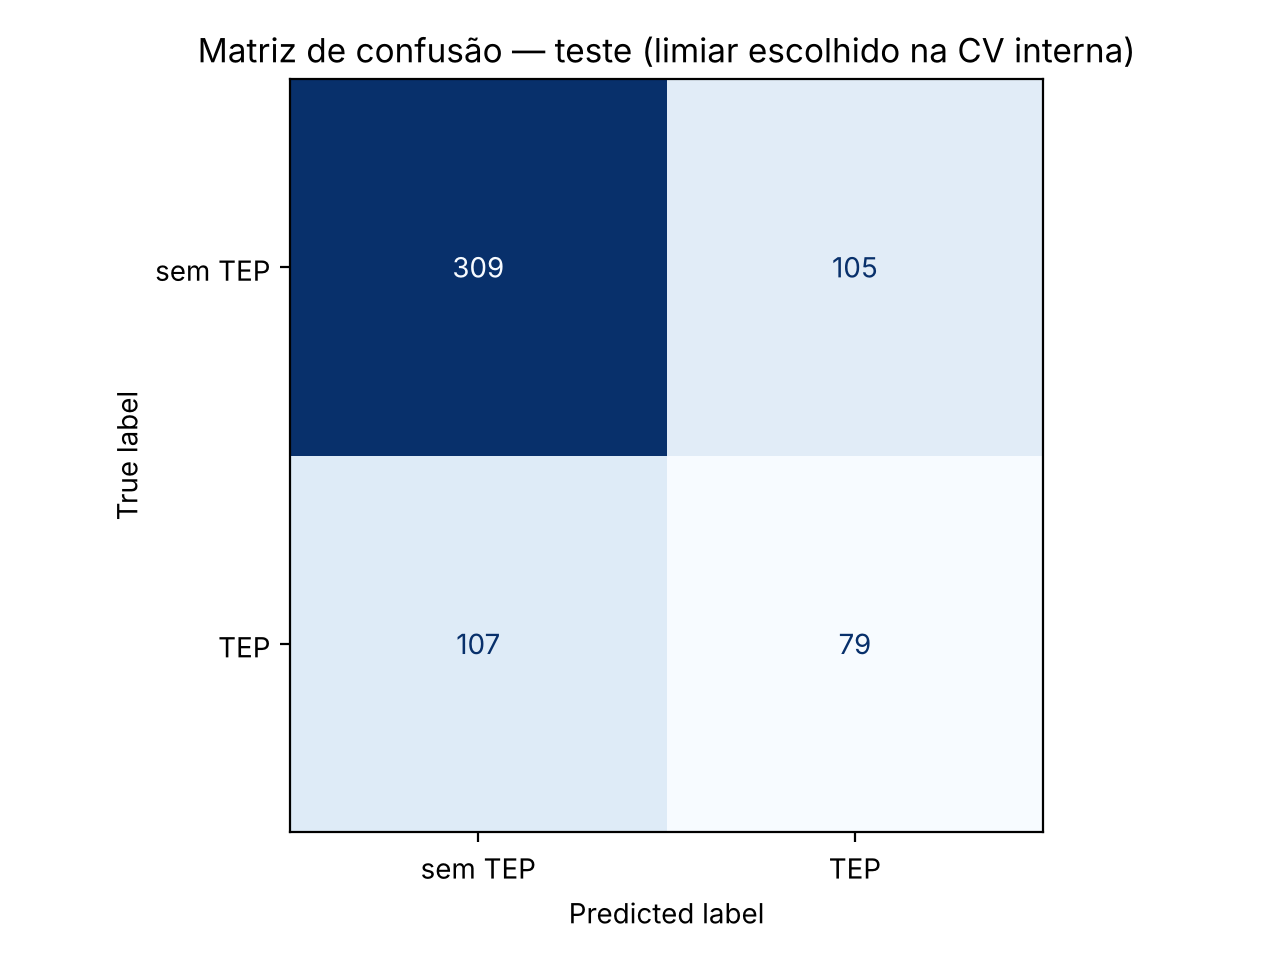 Matriz de confusão — teste (limiar escolhido na CV interna)
sem TEP
309
105
True label
TEP
107
79
sem TEP
TEP
Predicted label